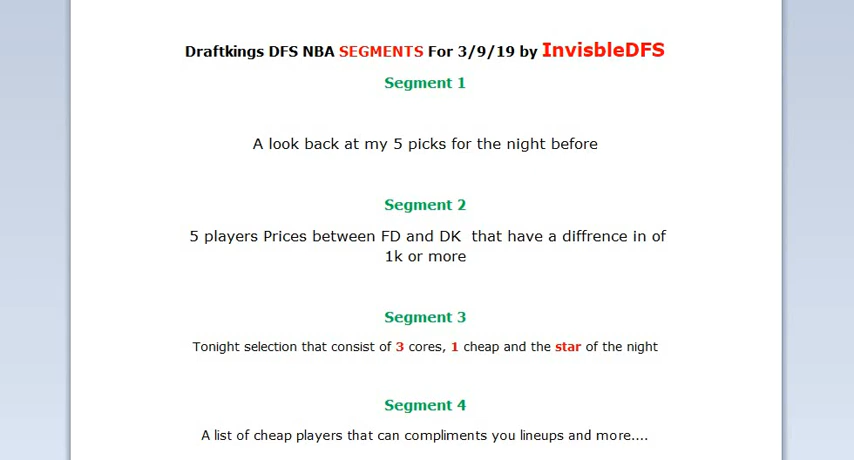 Draftkings DFS NBA SEGMENTS For 3/9/19 by InvisbleDFS
Segment 1
A look back at my 5 picks for the night before
Segment 2
5 players Prices between FD and DK  that have a diffrence in of
1k or more
Segment 3
Tonight selection that consist of 3 cores, 1 cheap and the star of the night
Segment 4
A list of cheap players that can compliments you lineups and more....